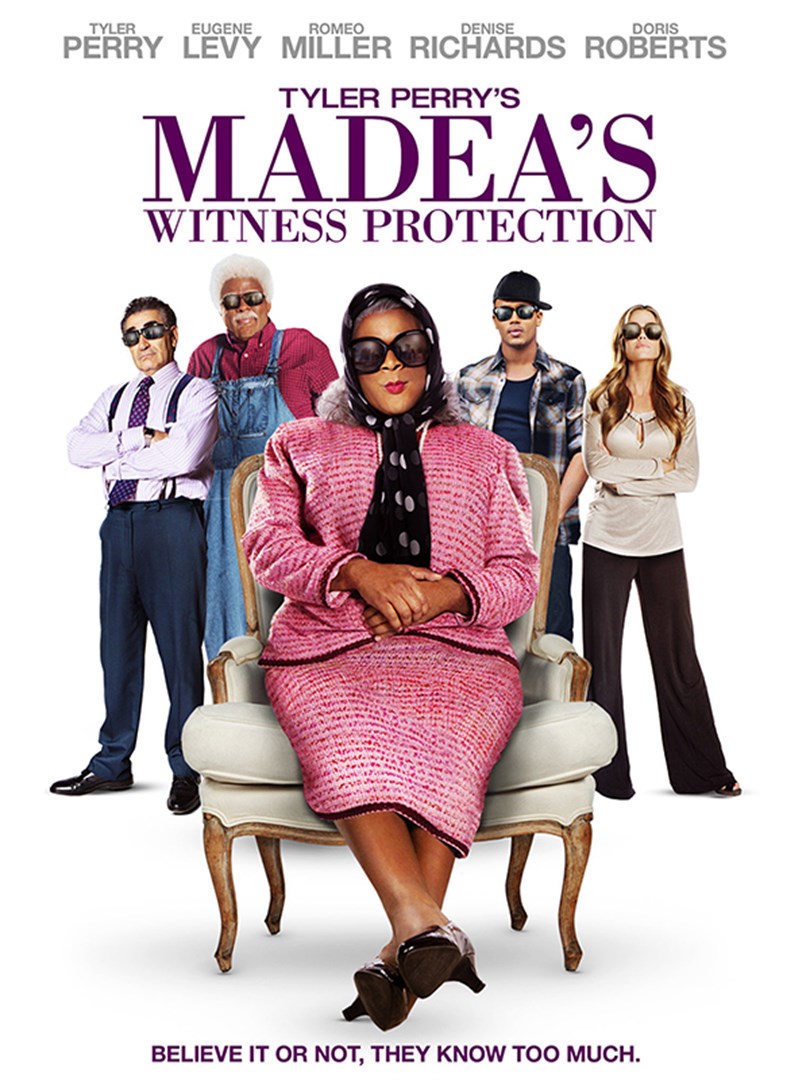 TYLER EUGENE ROMEO DENISE DORIS
PERRY LEVY MILLER RICHARDS ROBERTS
TYLER PERRY'S
MADEA'S
WITNESS PROTECTION
BELIEVE IT OR NOT, THEY KNOW TOO MUCH.